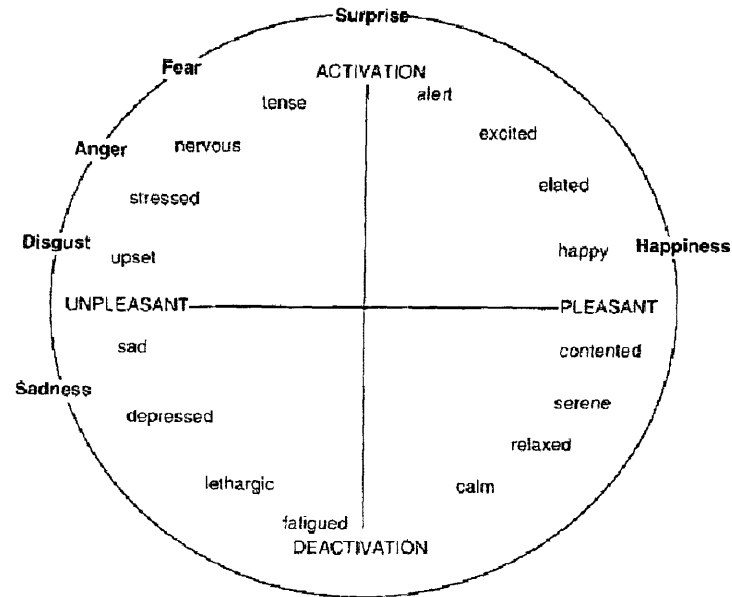 Surprise
Fear
ACTIVATION
alert
tense
excited
Anger
nervous
elated
stressed
Disgust
Happiness
upset
happy
UNPLEASANT
PLEASANT
sad
contented
Sadness
serene
depressed
relaxed
lethargic
calm
fatigued
DEACTIVATION